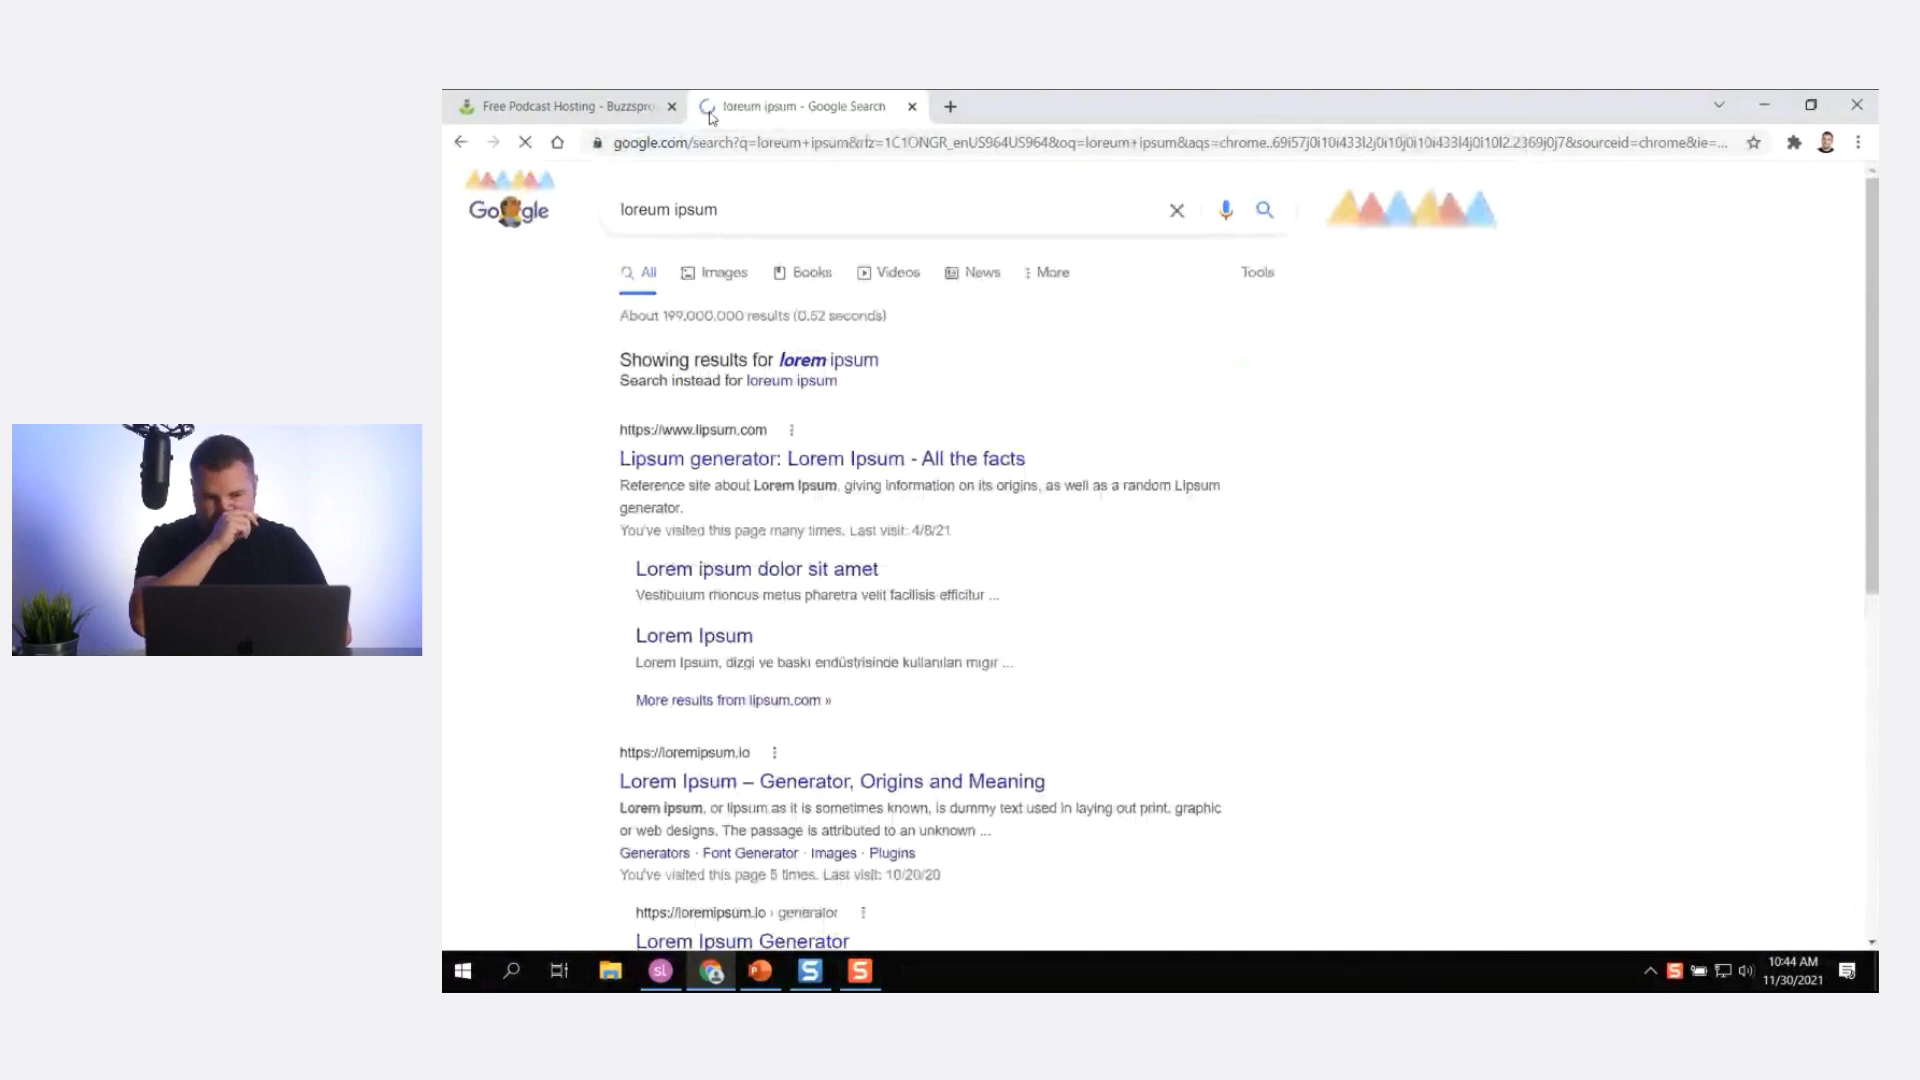 Free Podcast Hosting - Buzzspro
loreum ipsum - Google Search
google.com/search?q=loreum+ipsum&rlz=1C1ONGR_enUS964US964&oq=loreum+ipsum&aqs=chrome..69i57j0i10i433l2j0i10j0i10i433l4j0i10l2.2369j0j7&sourceid=chrome&ie=...
Google
loreum ipsum
All
Images
Books
Videos
News
More
Tools
About 199,000,000 results (0.52 seconds)
Showing results for lorem ipsum
Search instead for loreum ipsum
https://www.lipsum.com
Lipsum generator: Lorem Ipsum - All the facts
Reference site about Lorem Ipsum, giving information on its origins, as well as a random Lipsum
generator.
You've visited this page many times. Last visit: 4/8/21
Lorem ipsum dolor sit amet
Vestibulum rhoncus metus pharetra velit facilisis efficitur ...
Lorem Ipsum
Lorem Ipsum, dizgi ve baskı endüstrisinde kullanılan mıgır ...
More results from lipsum.com »
https://loremipsum.io
Lorem Ipsum – Generator, Origins and Meaning
Lorem ipsum, or lipsum as it is sometimes known, is dummy text used in laying out print, graphic
or web designs. The passage is attributed to an unknown ...
Generators · Font Generator · Images · Plugins
You've visited this page 5 times. Last visit: 10/20/20
https://loremipsum.io › generator
Lorem Ipsum Generator
sl
P
S
S
S
10:44 AM
11/30/2021